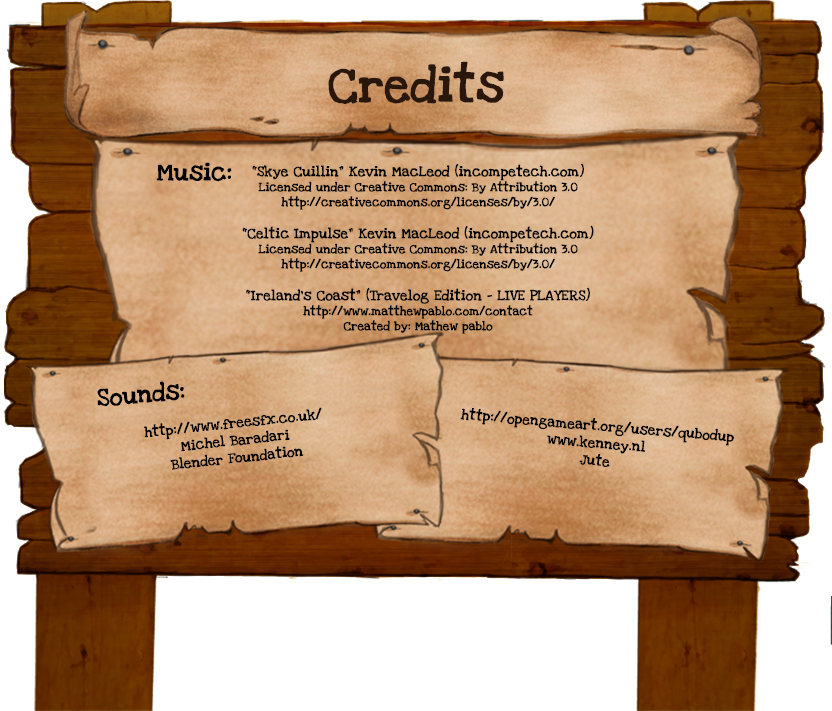 Credits
Music: "Skye Cuillin" Kevin MacLeod (incompetech.com)
Licensed under Creative Commons: By Attribution 3.0
http://creativecommons.org/licenses/by/3.0/
"Celtic Impulse" Kevin MacLeod (incompetech.com)
Licensed under Creative Commons: By Attribution 3.0
http://creativecommons.org/licenses/by/3.0/
"Ireland's Coast" (Travelog Edition - LIVE PLAYERS)
http://www.matthewpablo.com/contact
Created by: Mathew pablo
Sounds:
http://www.freesfx.co.uk/
Michel Baradari
Blender Foundation
http://opengameart.org/users/qubodup
www.kenney.nl
Jute